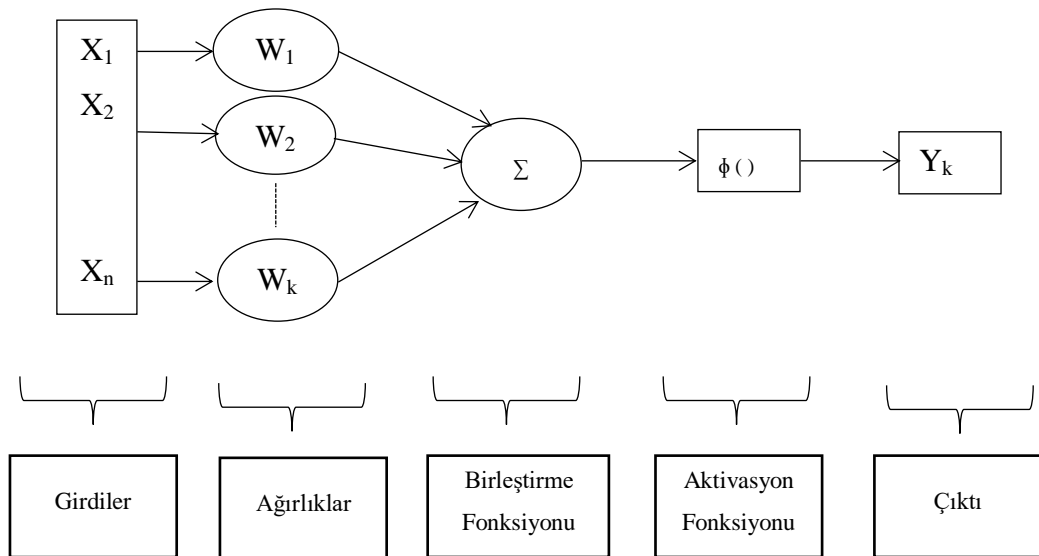 X1 W1
X2 W2
Σ ϕ ( ) Yk
Xn Wk
Girdiler
Ağırlıklar
Birleştirme
Fonksiyonu
Aktivasyon
Fonksiyonu
Çıktı